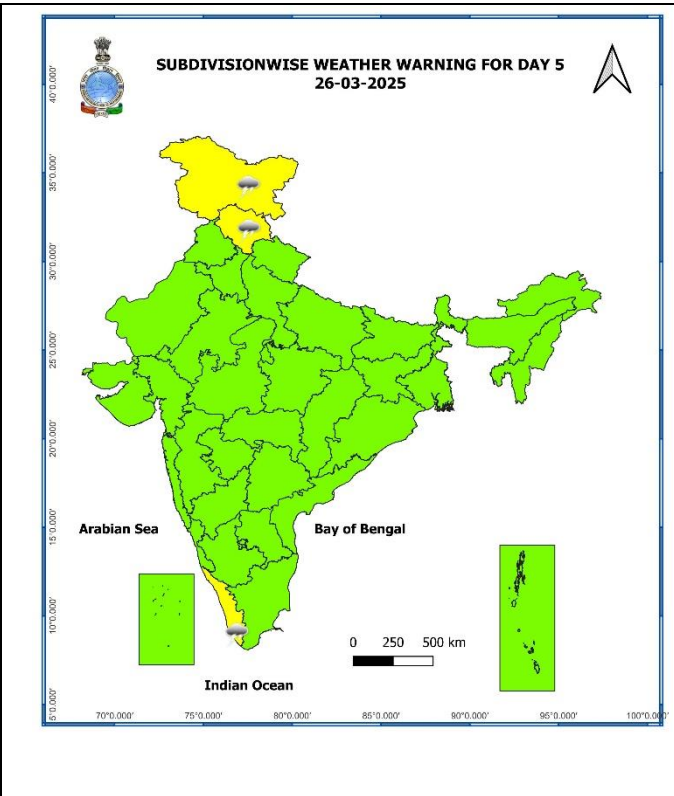 SUBDIVISIONWISE WEATHER WARNING FOR DAY 5
26-03-2025
40°0.000'
35°0.000'
30°0.000'
25°0.000'
20°0.000'
15°0.000'
10°0.000'
5°0.000'
Arabian Sea
Bay of Bengal
0 250 500 km
Indian Ocean
70°0.000' 75°0.000' 80°0.000' 85°0.000' 90°0.000' 95°0.000' 100°0.000'